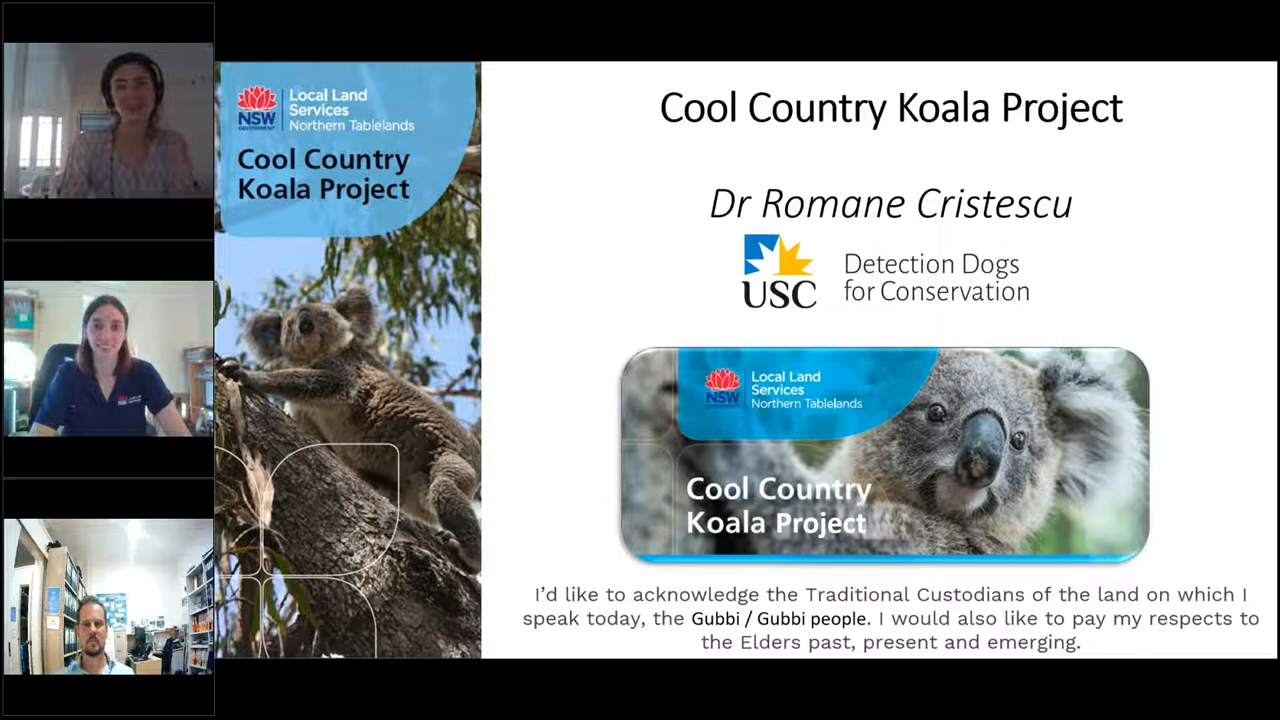 Local Land
Services
Northern Tablelands
NSW
GOVERNMENT
Cool Country
Koala Project
Cool Country Koala Project
Dr Romane Cristescu
USC
Detection Dogs
for Conservation
Local Land
Services
Northern Tablelands
NSW
Cool Country
Koala Project
I’d like to acknowledge the Traditional Custodians of the land on which I
speak today, the Gubbi / Gubbi people. I would also like to pay my respects to
the Elders past, present and emerging.